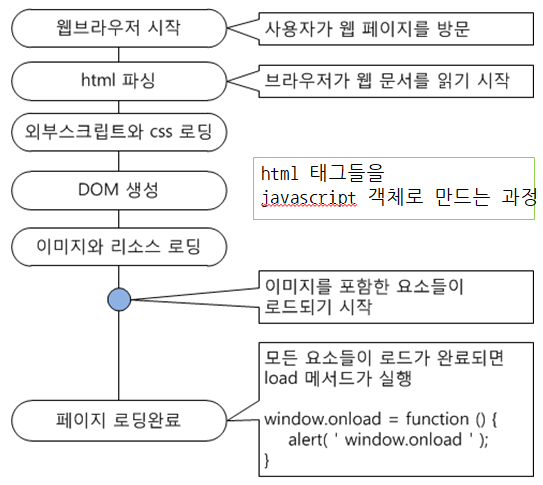 웹브라우저 시작
사용자가 웹 페이지를 방문
html 파싱
브라우저가 웹 문서를 읽기 시작
외부스크립트와 css 로딩
html 태그들을
javascript 객체로 만드는 과정
DOM 생성
이미지와 리소스 로딩
이미지를 포함한 요소들이
로드되기 시작
모든 요소들이 로드가 완료되면
load 메서드가 실행
window.onload = function () {
alert( ' window.onload ' );
}
페이지 로딩완료